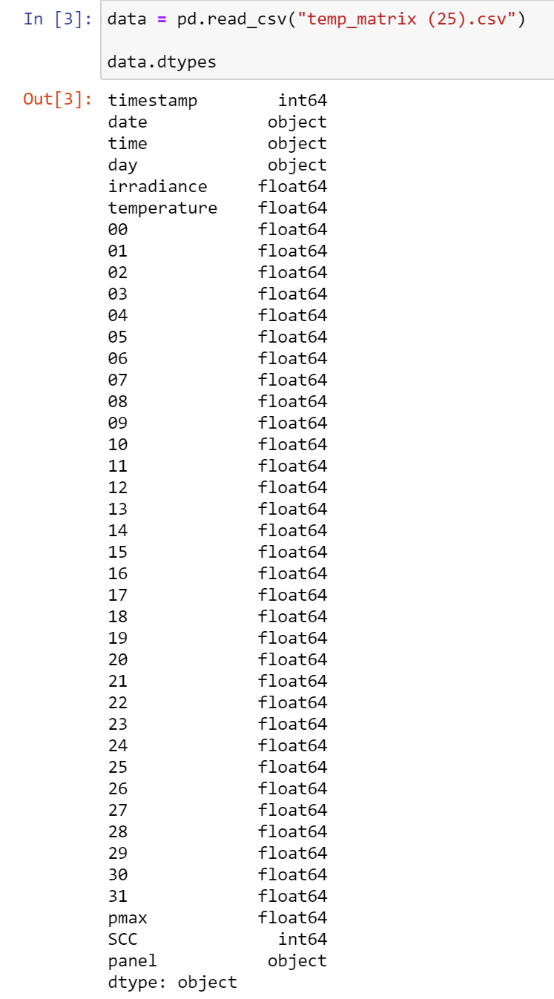 In [3]: data = pd.read_csv("temp_matrix (25).csv")
data.dtypes
Out[3]: timestamp int64
date object
time object
day object
irradiance float64
temperature float64
00 float64
01 float64
02 float64
03 float64
04 float64
05 float64
06 float64
07 float64
08 float64
09 float64
10 float64
11 float64
12 float64
13 float64
14 float64
15 float64
16 float64
17 float64
18 float64
19 float64
20 float64
21 float64
22 float64
23 float64
24 float64
25 float64
26 float64
27 float64
28 float64
29 float64
30 float64
31 float64
pmax float64
SCC int64
panel object
dtype: object